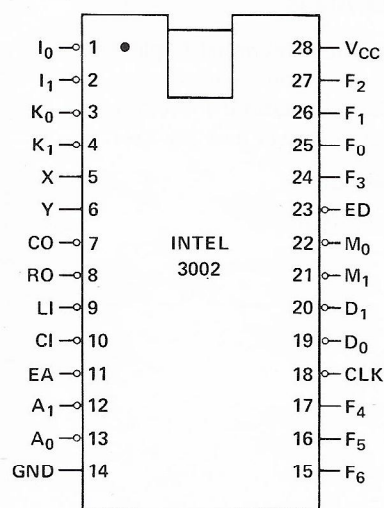 I0 1 28 VCC
I1 2 27 F2
K0 3 26 F1
K1 4 25 F0
X 5 24 F3
Y 6 23 ED
CO 7 INTEL 22 M0
RO 8 3002 21 M1
LI 9 20 D1
CI 10 19 D0
EA 11 18 CLK
A1 12 17 F4
A0 13 16 F5
GND 14 15 F6